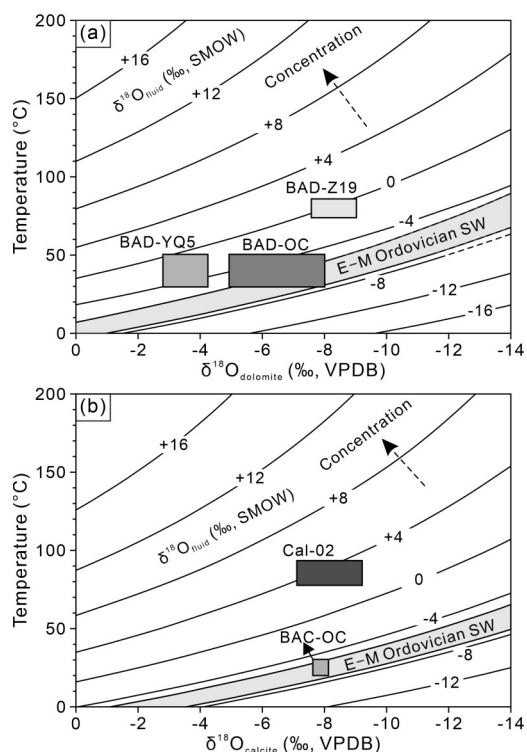 (a)
200
150
100
50
0
Temperature (°C)
+16
δ18Ofluid (‰, SMOW)
+12
Concentration
+8
+4
0
-4
-8
-12
-16
BAD-Z19
BAD-YQ5
BAD-OC
E–M Ordovician SW
0 -2 -4 -6 -8 -10 -12 -14
δ18Odolomite (‰, VPDB)
(b)
200
150
100
50
0
Temperature (°C)
+16
+12
δ18Ofluid (‰, SMOW)
Concentration
+8
+4
0
-4
-8
-12
Cal-02
BAC-OC
E–M Ordovician SW
0 -2 -4 -6 -8 -10 -12 -14
δ18Ocalcite (‰, VPDB)